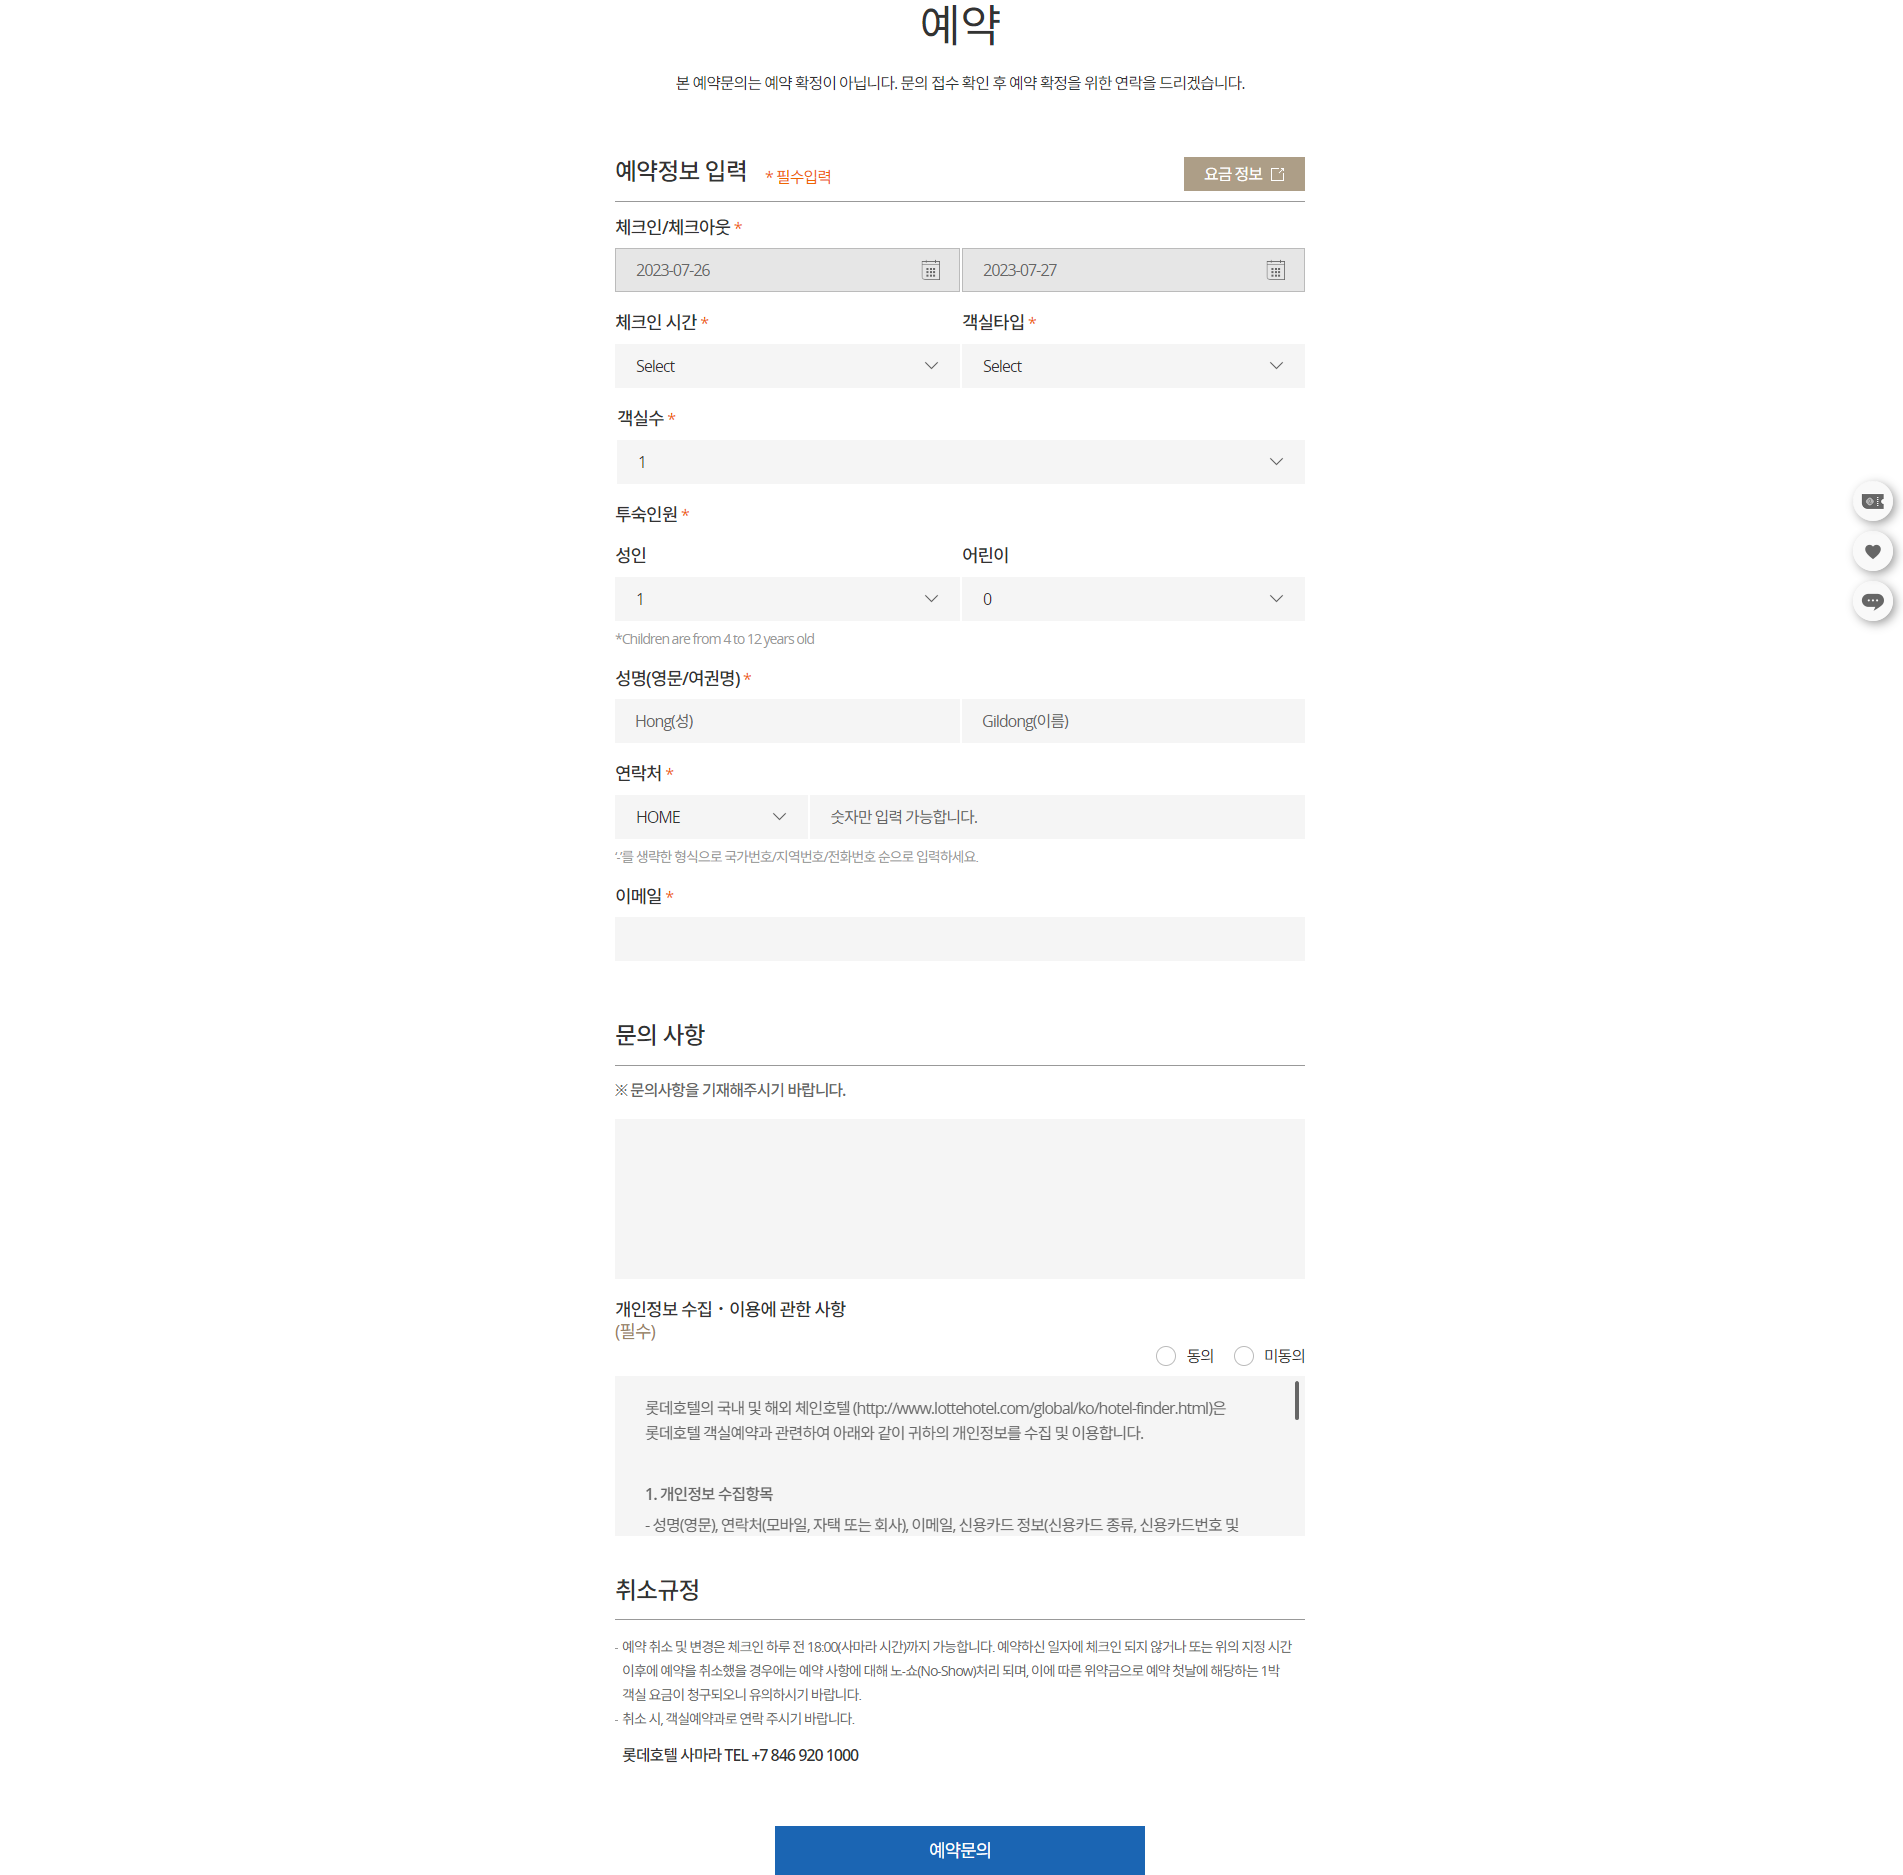 예약
본 예약문의는 예약 확정이 아닙니다. 문의 접수 확인 후 예약 확정을 위한 연락을 드리겠습니다.
예약정보 입력 * 필수입력 요금 정보
체크인/체크아웃 *
2023-07-26 2023-07-27
체크인 시간 * 객실타입 *
Select Select
객실수 *
1
투숙인원 *
성인 어린이
1 0
*Children are from 4 to 12 years old
성명(영문/여권명) *
Hong(성) Gildong(이름)
연락처 *
HOME 숫자만 입력 가능합니다.
'-'를 생략한 형식으로 국가번호/지역번호/전화번호 순으로 입력하세요.
이메일 *
문의 사항
※ 문의사항을 기재해주시기 바랍니다.
개인정보 수집・이용에 관한 사항
(필수)
동의 미동의
롯데호텔의 국내 및 해외 체인호텔 (http://www.lottehotel.com/global/ko/hotel-finder.html)은
롯데호텔 객실예약과 관련하여 아래와 같이 귀하의 개인정보를 수집 및 이용합니다.
1. 개인정보 수집항목
- 성명(영문), 연락처(모바일, 자택 또는 회사), 이메일, 신용카드 정보(신용카드 종류, 신용카드번호 및
취소규정
- 예약 취소 및 변경은 체크인 하루 전 18:00(사마라 시간)까지 가능합니다. 예약하신 일자에 체크인 되지 않거나 또는 위의 지정 시간
이후에 예약을 취소했을 경우에는 예약 사항에 대해 노-쇼(No-Show)처리 되며, 이에 따른 위약금으로 예약 첫날에 해당하는 1박
객실 요금이 청구되오니 유의하시기 바랍니다.
- 취소 시, 객실예약과로 연락 주시기 바랍니다.
롯데호텔 사마라 TEL +7 846 920 1000
예약문의